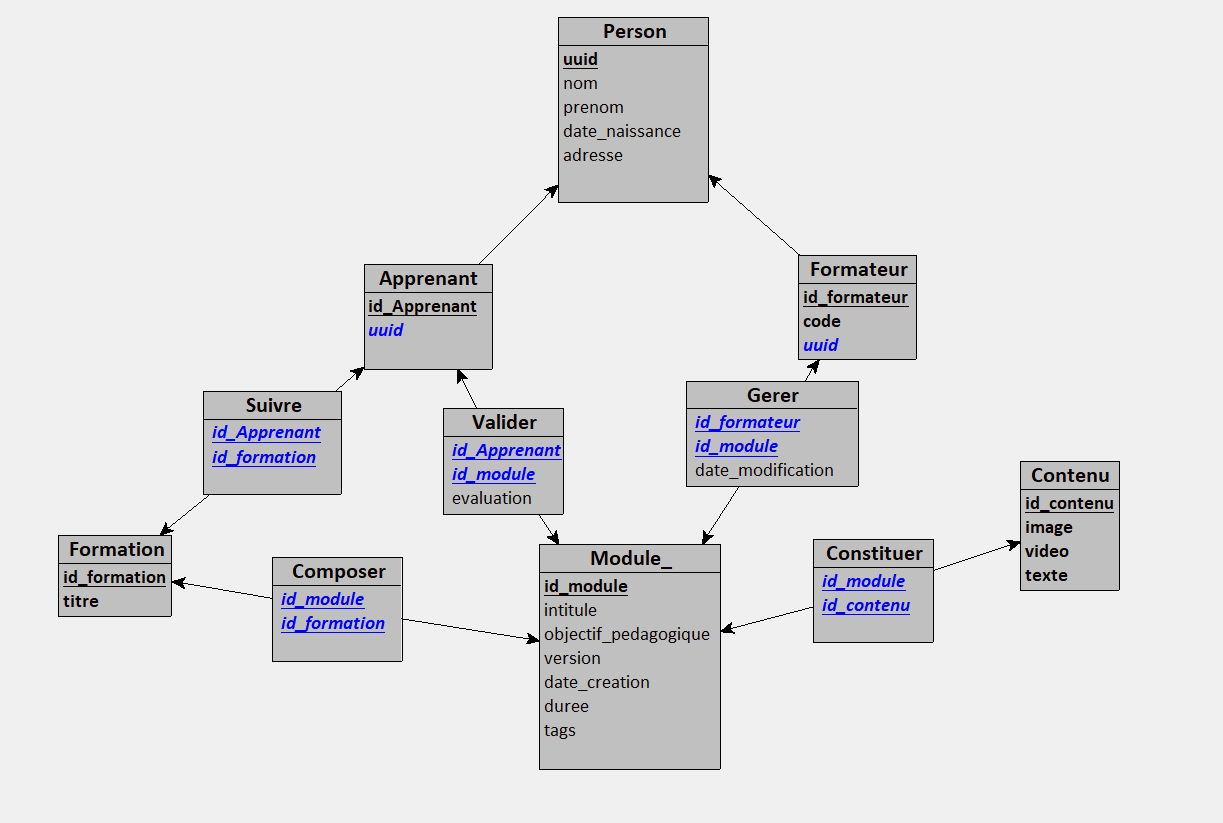 Person
uuid
nom
prenom
date_naissance
adresse
Apprenant
id_Apprenant
uuid
Formateur
id_formateur
code
uuid
Suivre
id_Apprenant
id_formation
Valider
id_Apprenant
id_module
evaluation
Gerer
id_formateur
id_module
date_modification
Contenu
id_contenu
image
video
texte
Formation
id_formation
titre
Composer
id_module
id_formation
Module_
id_module
intitule
objectif_pedagogique
version
date_creation
duree
tags
Constituer
id_module
id_contenu